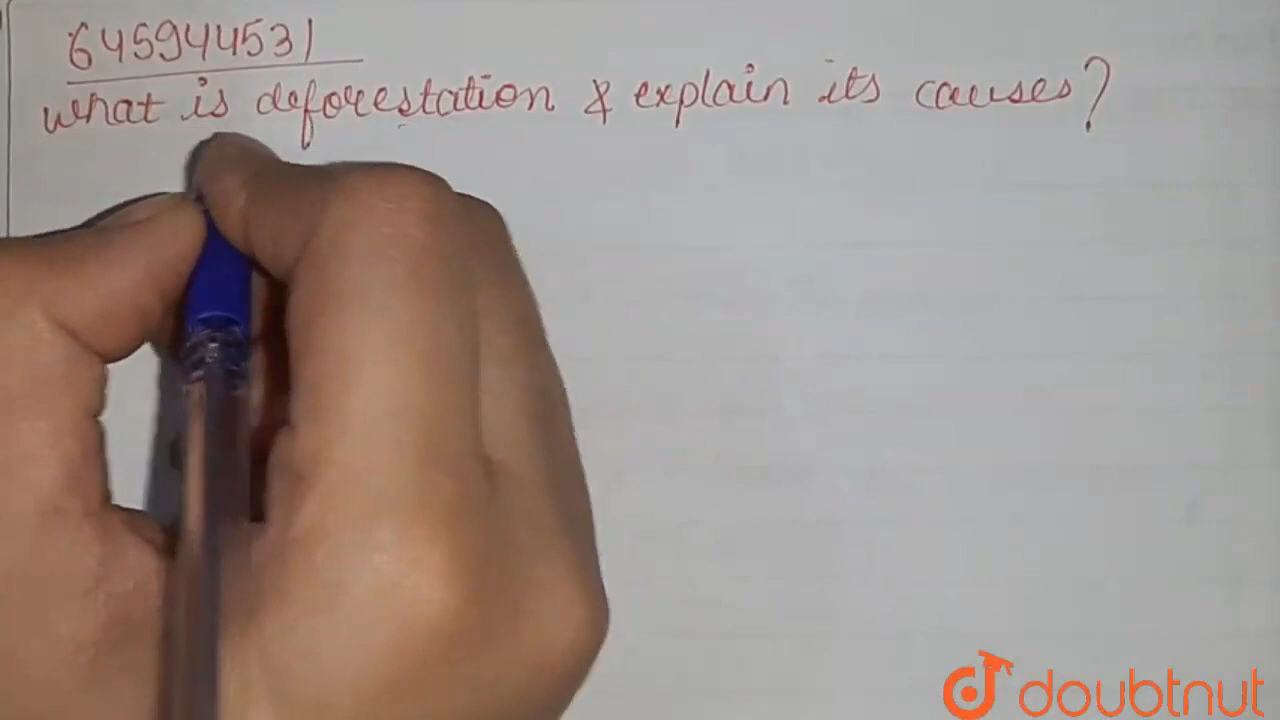 645944531
what is deforestation & explain its causes?
doubtnut